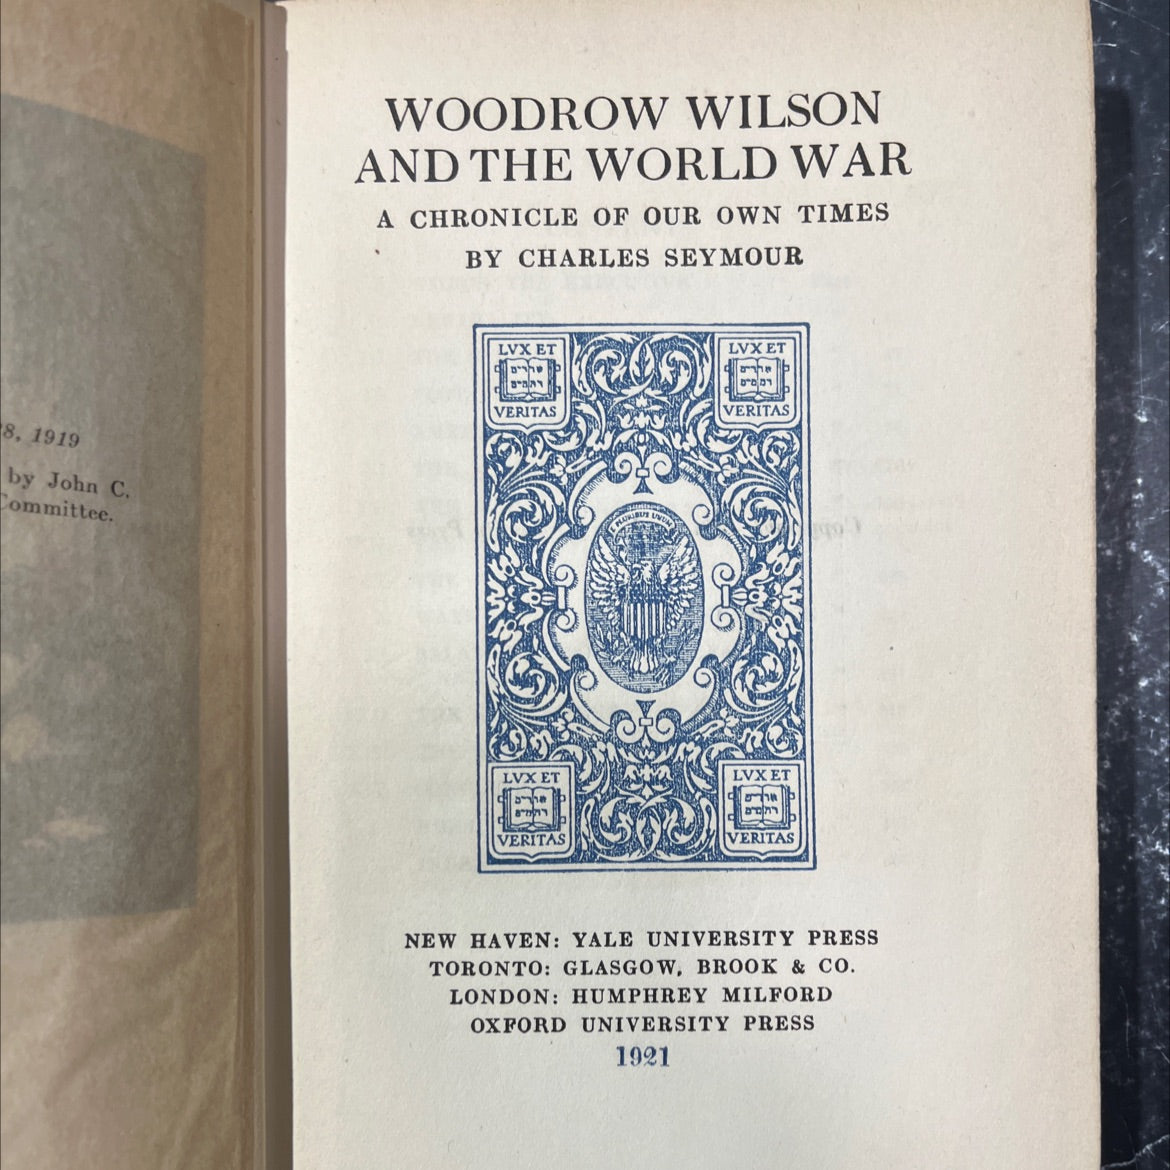 8, 1919
by John C.
Committee.
WOODROW WILSON
AND THE WORLD WAR
A CHRONICLE OF OUR OWN TIMES
BY CHARLES SEYMOUR
LVX ET
VERITAS
LVX ET
VERITAS
E PLURIBUS UNUM
LVX ET
VERITAS
LVX ET
VERITAS
NEW HAVEN: YALE UNIVERSITY PRESS
TORONTO: GLASGOW, BROOK & CO.
LONDON: HUMPHREY MILFORD
OXFORD UNIVERSITY PRESS
1921